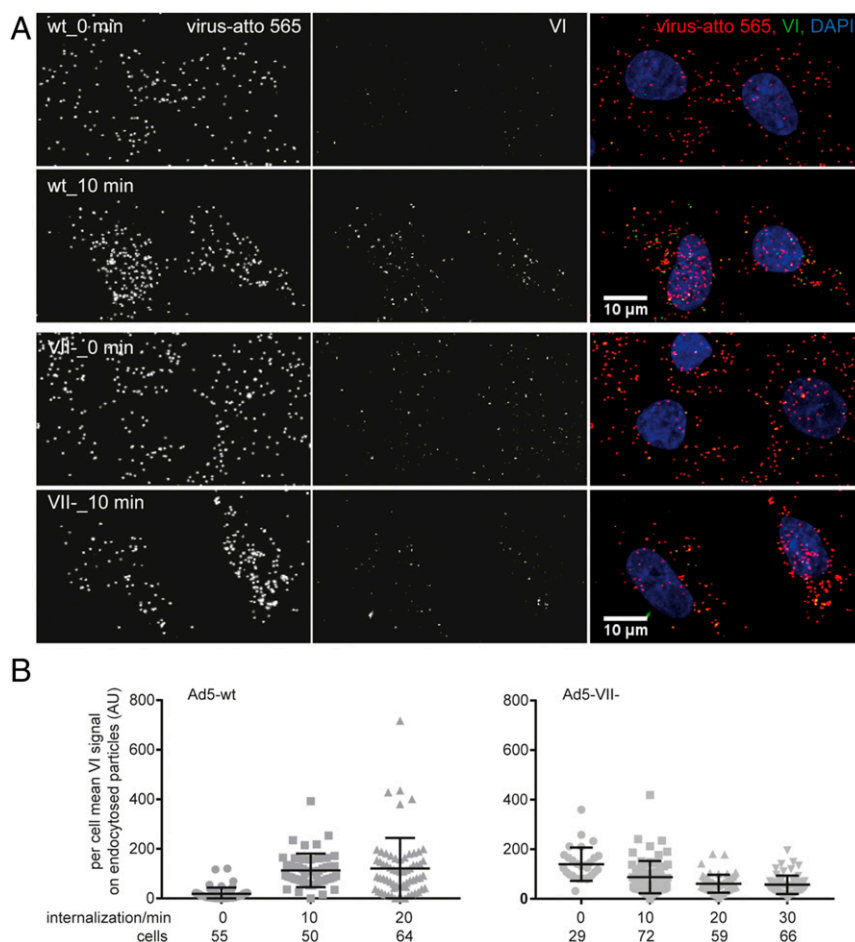 A
wt_0 min virus-atto 565 VI virus-atto 565, VI, DAPI
wt_10 min
10 µm
VII-_0 min
VII-_10 min
10 µm
B
Ad5-wt Ad5-VII-
per cell mean VI signal
on endocytosed particles (AU)
800 800
600 600
400 400
200 200
0 0
internalization/min 0 10 20 0 10 20 30
cells 55 50 64 29 72 59 66